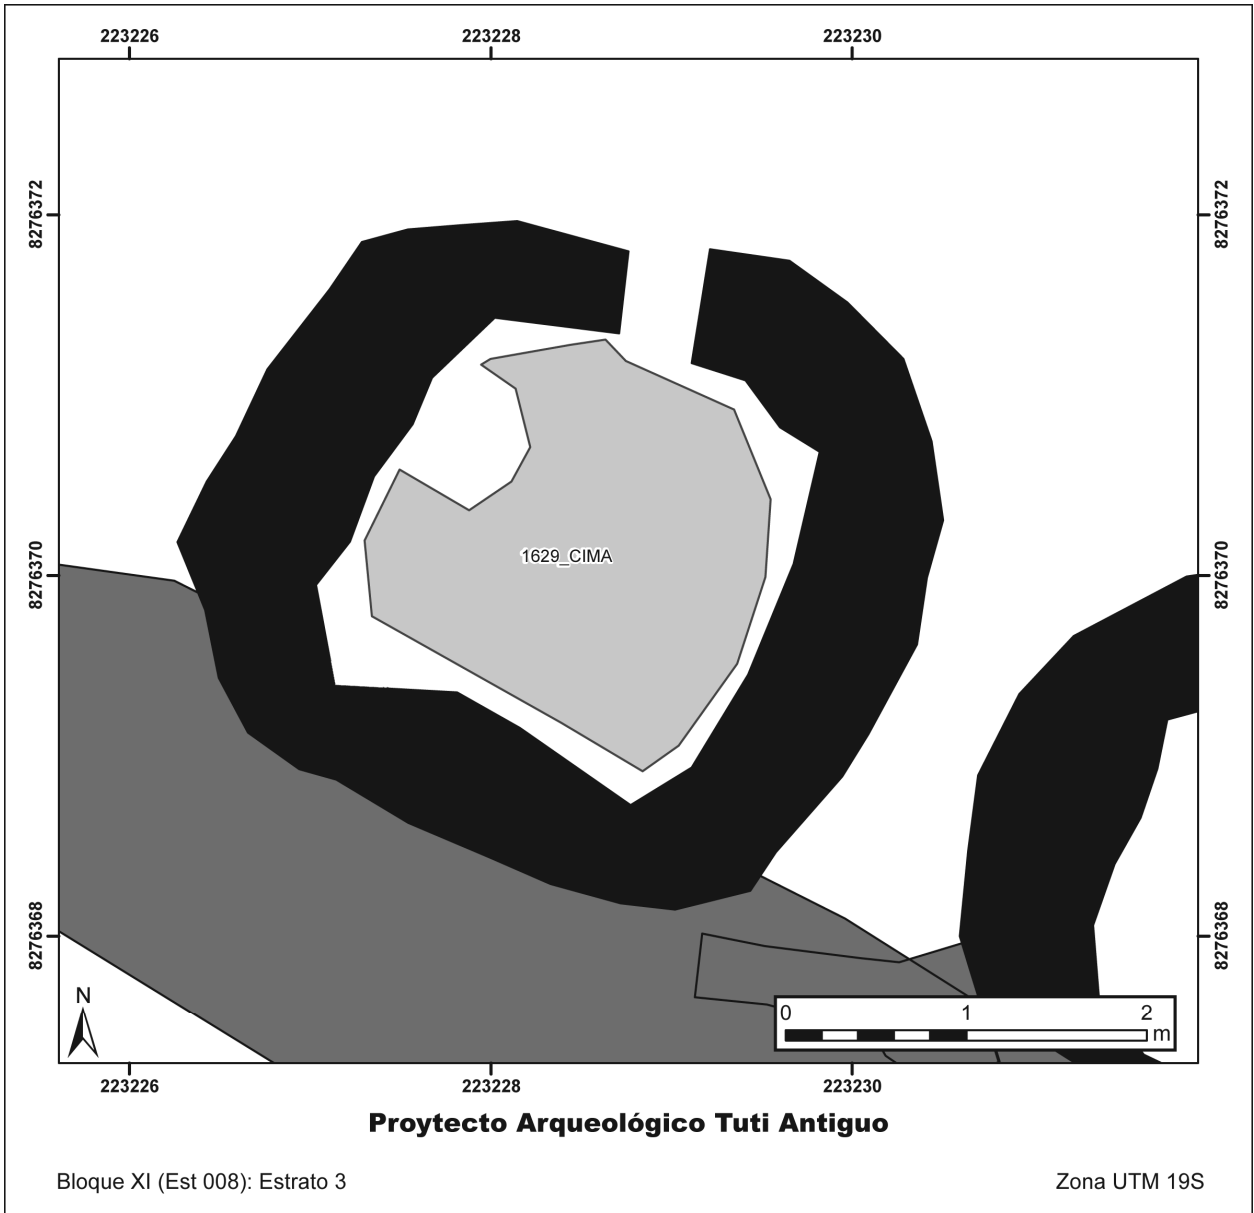 223226 223228 223230
8276372 8276372
1629_CIMA
8276370 8276370
8276368 8276368
N
0 1 2
m
223226 223228 223230
Proytecto Arqueológico Tuti Antiguo
Bloque XI (Est 008): Estrato 3 Zona UTM 19S